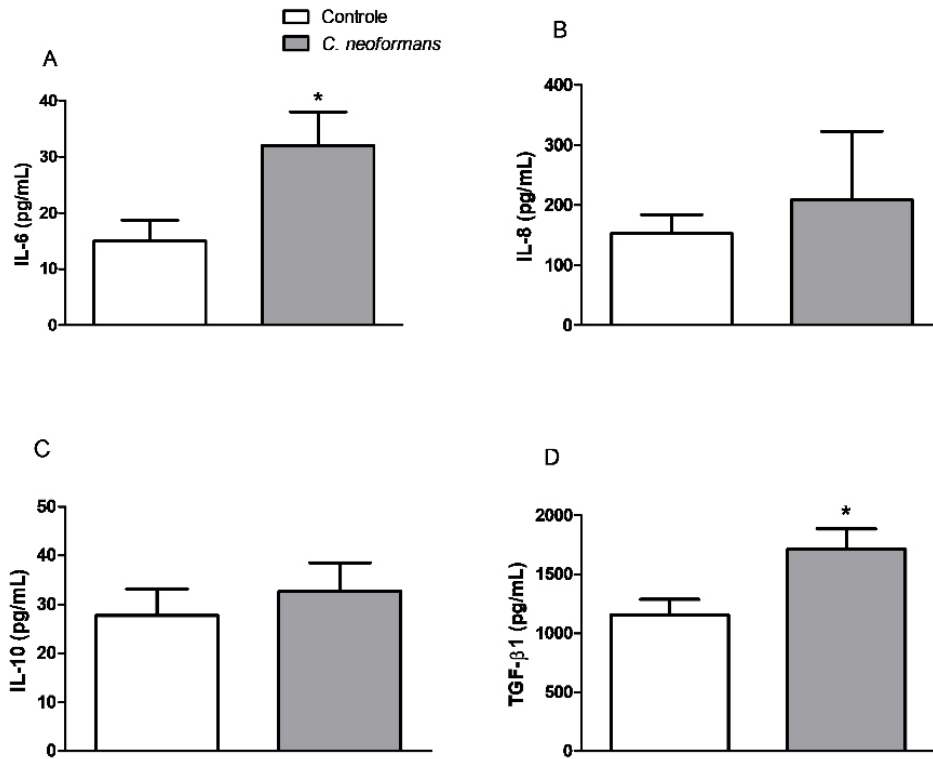 Controle
C. neoformans
A
40
30
20
10
0
IL-6 (pg/mL)
*
B
400
300
200
100
0
IL-8 (pg/mL)
C
50
40
30
20
10
0
IL-10 (pg/mL)
D
2000
1500
1000
500
0
TGF-β1 (pg/mL)
*